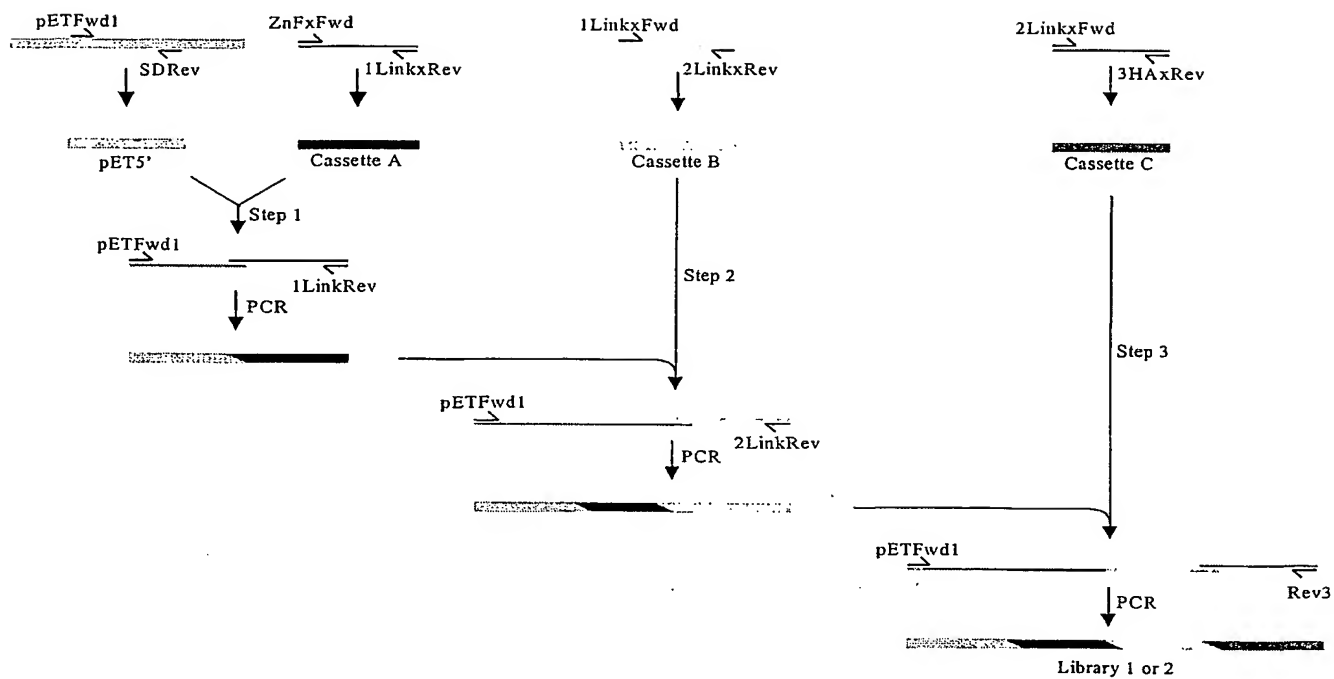 pETFwd1
ZnFxFwd
1LinkxFwd
2LinkxFwd
SDRev
1LinkxRev
2LinkxRev
3HAxRev
pET5'
Cassette A
Cassette B
Cassette C
Step 1
pETFwd1
1LinkRev
Step 2
PCR
Step 3
pETFwd1
2LinkRev
PCR
pETFwd1
Rev3
PCR
Library 1 or 2